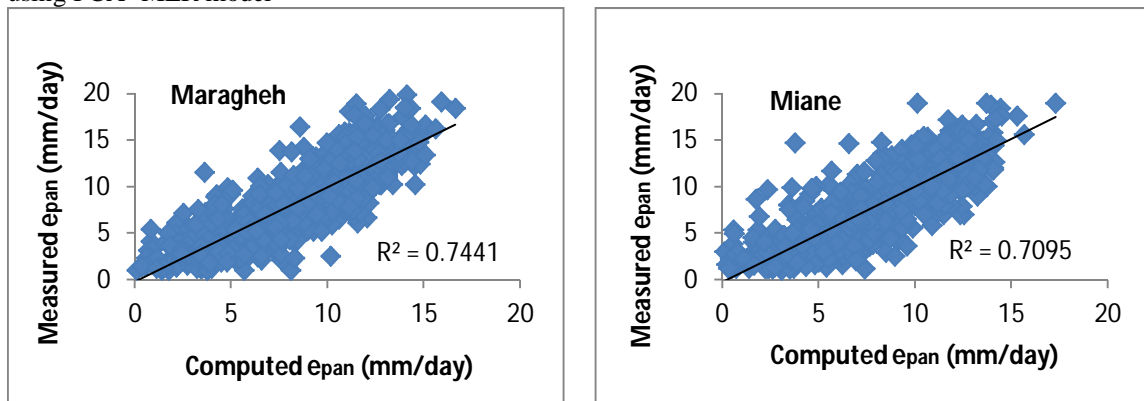 Maragheh
Measured epan (mm/day)
20
15
10
5
0
R² = 0.7441
0 5 10 15 20
Computed epan (mm/day)
Miane
Measured epan (mm/day)
20
15
10
5
0
R² = 0.7095
0 5 10 15 20
Computed epan (mm/day)